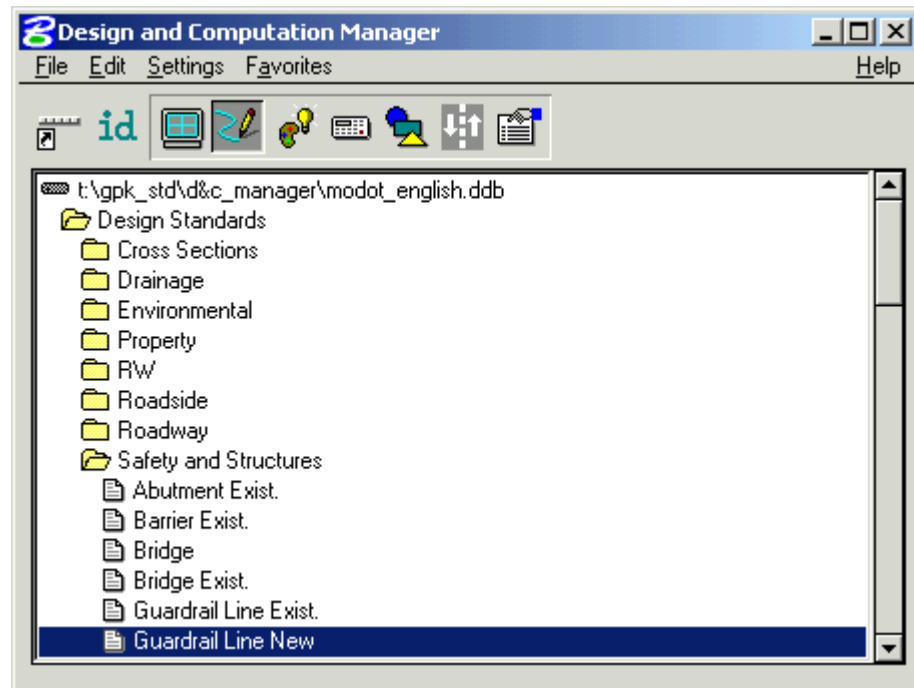 Design and Computation Manager
File Edit Settings Favorites Help
id
t:\gpk_std\d&c_manager\modot_english.ddb
Design Standards
Cross Sections
Drainage
Environmental
Property
RW
Roadside
Roadway
Safety and Structures
Abutment Exist.
Barrier Exist.
Bridge
Bridge Exist.
Guardrail Line Exist.
Guardrail Line New